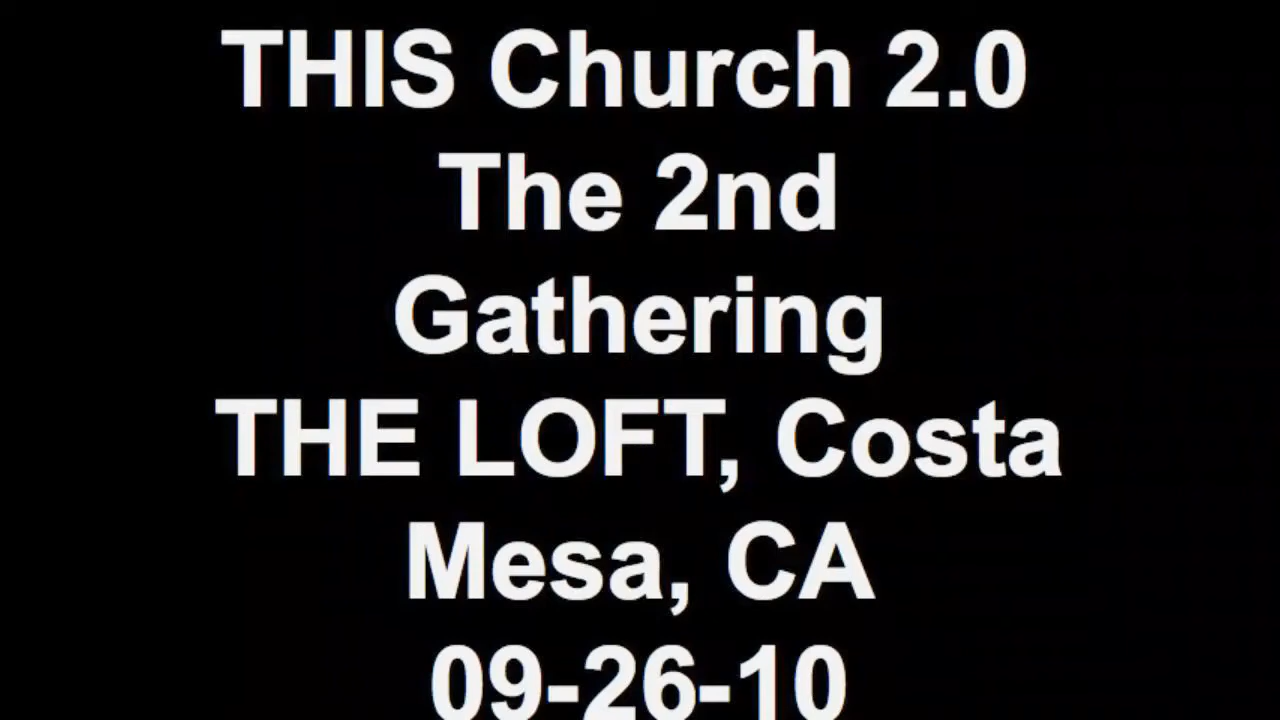 THIS Church 2.0
The 2nd
Gathering
THE LOFT, Costa
Mesa, CA
09-26-10